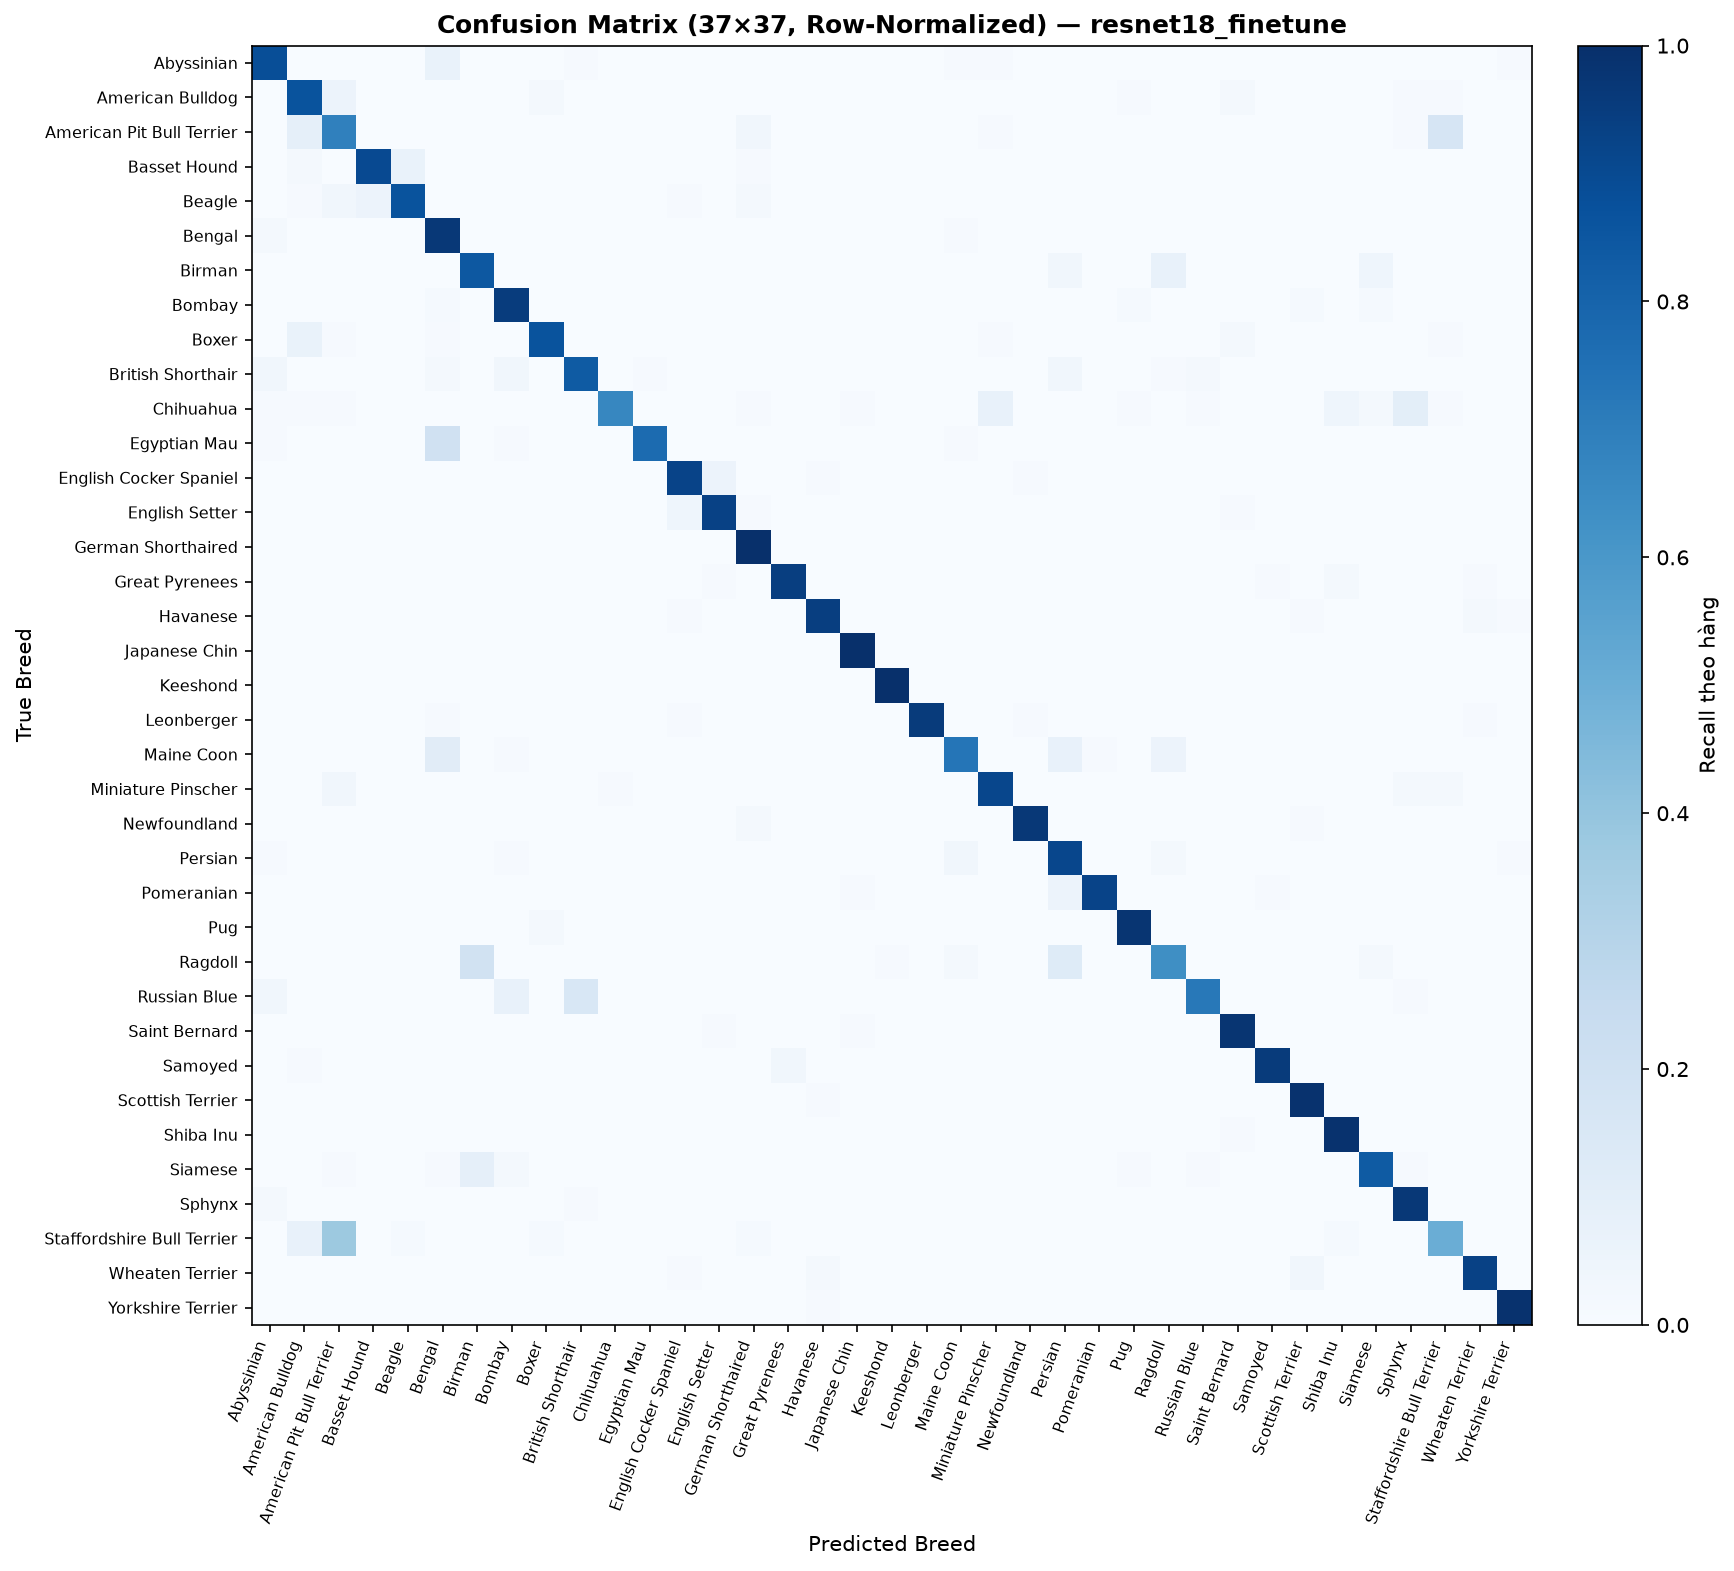 Confusion Matrix (37×37, Row-Normalized) — resnet18_finetune
True Breed
Abyssinian
American Bulldog
American Pit Bull Terrier
Basset Hound
Beagle
Bengal
Birman
Bombay
Boxer
British Shorthair
Chihuahua
Egyptian Mau
English Cocker Spaniel
English Setter
German Shorthaired
Great Pyrenees
Havanese
Japanese Chin
Keeshond
Leonberger
Maine Coon
Miniature Pinscher
Newfoundland
Persian
Pomeranian
Pug
Ragdoll
Russian Blue
Saint Bernard
Samoyed
Scottish Terrier
Shiba Inu
Siamese
Sphynx
Staffordshire Bull Terrier
Wheaten Terrier
Yorkshire Terrier
Abyssinian
American Bulldog
American Pit Bull Terrier
Basset Hound
Beagle
Bengal
Birman
Bombay
Boxer
British Shorthair
Chihuahua
Egyptian Mau
English Cocker Spaniel
English Setter
German Shorthaired
Great Pyrenees
Havanese
Japanese Chin
Keeshond
Leonberger
Maine Coon
Miniature Pinscher
Newfoundland
Persian
Pomeranian
Pug
Ragdoll
Russian Blue
Saint Bernard
Samoyed
Scottish Terrier
Shiba Inu
Siamese
Sphynx
Staffordshire Bull Terrier
Wheaten Terrier
Yorkshire Terrier
Predicted Breed
1.0
0.8
0.6
0.4
0.2
0.0
Recall theo hàng